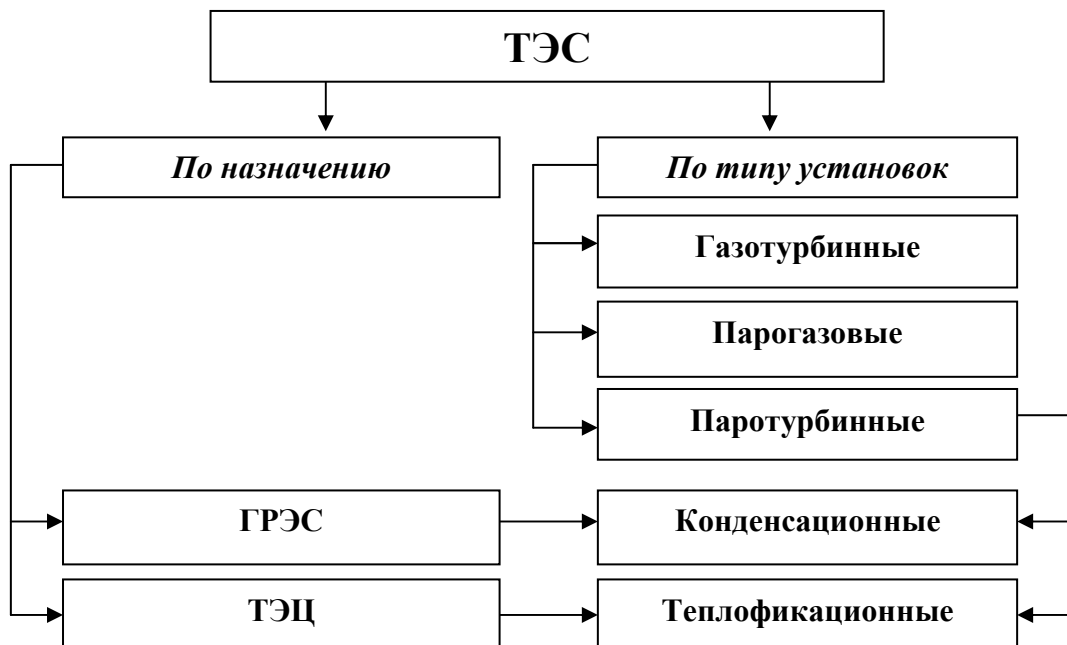 ТЭС
По назначению
По типу установок
Газотурбинные
Парогазовые
Паротурбинные
ГРЭС
Конденсационные
ТЭЦ
Теплофикационные